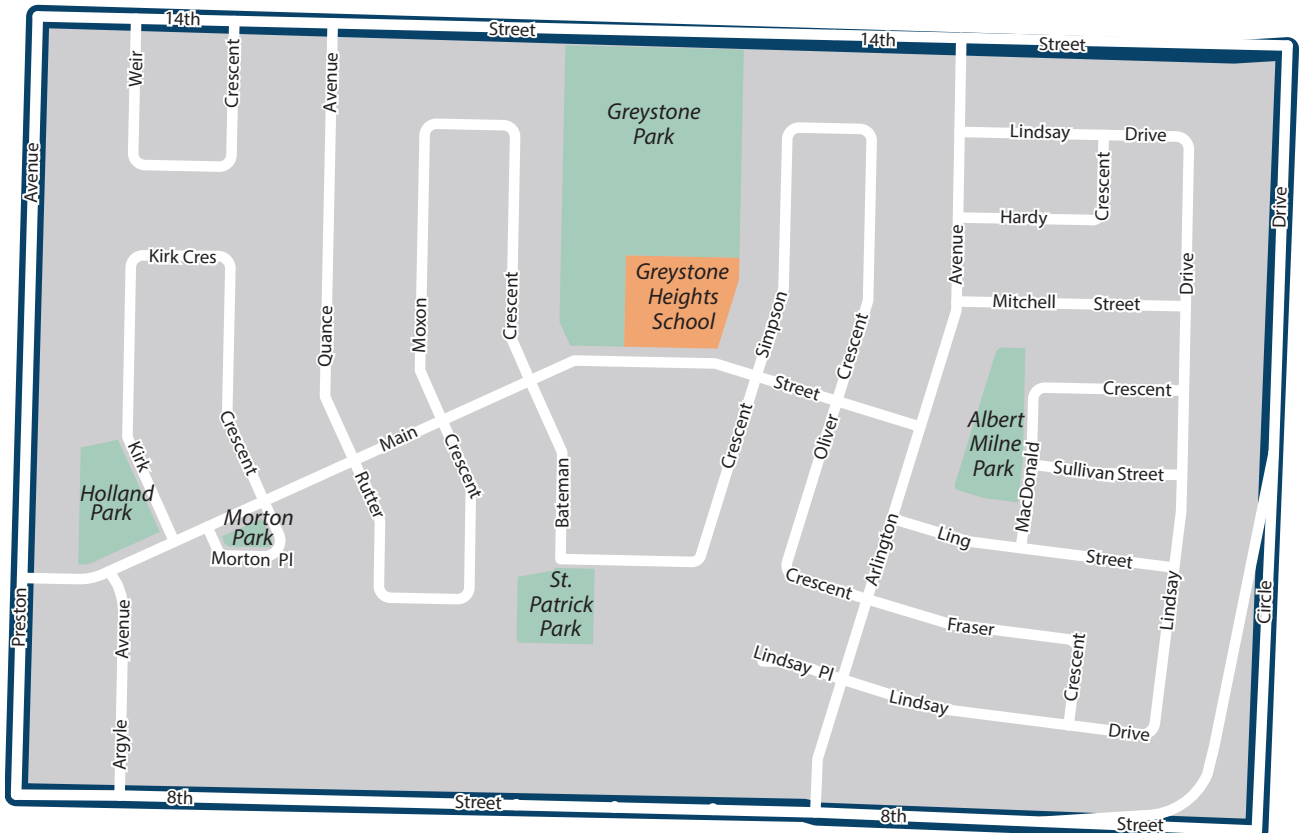 14th
Street
14th
Street
Weir
Crescent
Avenue
Avenue
Greystone
Park
Lindsay
Drive
Crescent
Hardy
Drive
Avenue
Kirk Cres
Drive
Mitchell
Street
Greystone
Heights
School
Quance
Moxon
Crescent
Simpson
Crescent
Street
Crescent
Albert
Milne
Park
Crescent
Kirk
Main
Crescent
Crescent
Oliver
MacDonald
Sullivan Street
Holland
Park
Rutter
Bateman
Morton
Park
Morton Pl
Arlington
Ling
Street
St.
Patrick
Park
Crescent
Lindsay
Circle
Preston
Avenue
Fraser
Crescent
Lindsay Pl
Lindsay
Drive
Argyle
8th
Street
8th
Street